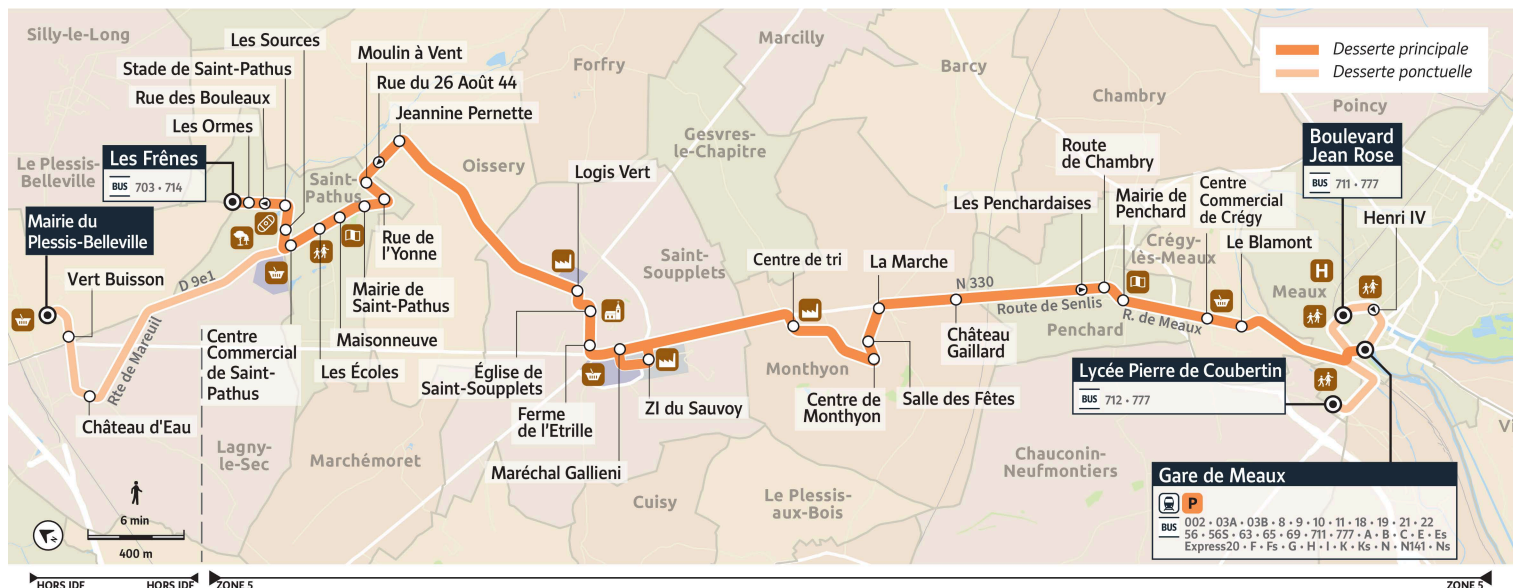 Silly-le-Long
Les Sources
Stade de Saint-Pathus
Rue des Bouleaux
Les Ormes
Moulin à Vent
Rue du 26 Août 44
Jeannine Pernette
Forfry
Marcilly
Barcy
Chambry
Poincy
Desserte principale
Desserte ponctuelle
Le Plessis-
Belleville
Les Frênes
BUS 703 • 714
Saint-
Pathus
Oissery
Gesvres-
le-Chapitre
Logis Vert
Route
de Chambry
Boulevard
Jean Rose
BUS 711 • 777
Mairie du
Plessis-Belleville
Vert Buisson
D 9e1
Rte de Mareuil
Château d'Eau
Rue de
l'Yonne
Mairie de
Saint-Pathus
Maisonneuve
Les Écoles
Centre
Commercial
de Saint-
Pathus
Saint-
Soupplets
Centre de tri
La Marche
Les Penchardaises
Mairie de
Penchard
Centre
Commercial
de Crégy
Le Blamont
Henri IV
Crégy-
lès-Meaux
H
Meaux
N 330
Route de Senlis
R. de Meaux
Penchard
Château
Gaillard
Église de
Saint-Soupplets
Ferme
de l'Etrille
Maréchal Gallieni
ZI du Sauvoy
Monthyon
Centre de
Monthyon
Salle des Fêtes
Lycée Pierre de Coubertin
BUS 712 • 777
Lagny-
le-Sec
Marchémoret
Cuisy
Le Plessis-
aux-Bois
Chauconin-
Neufmontiers
Vi
Gare de Meaux
P
BUS 002 • 03A • 03B • 8 • 9 • 10 • 11 • 18 • 19 • 21 • 22
56 • 56S • 63 • 65 • 69 • 711 • 777 • A • B • C • E • Es
Express20 • F • Fs • G • H • I • K • Ks • N • N141 • Ns
6 min
400 m
HORS IDF HORS IDF ZONE 5 ZONE 5